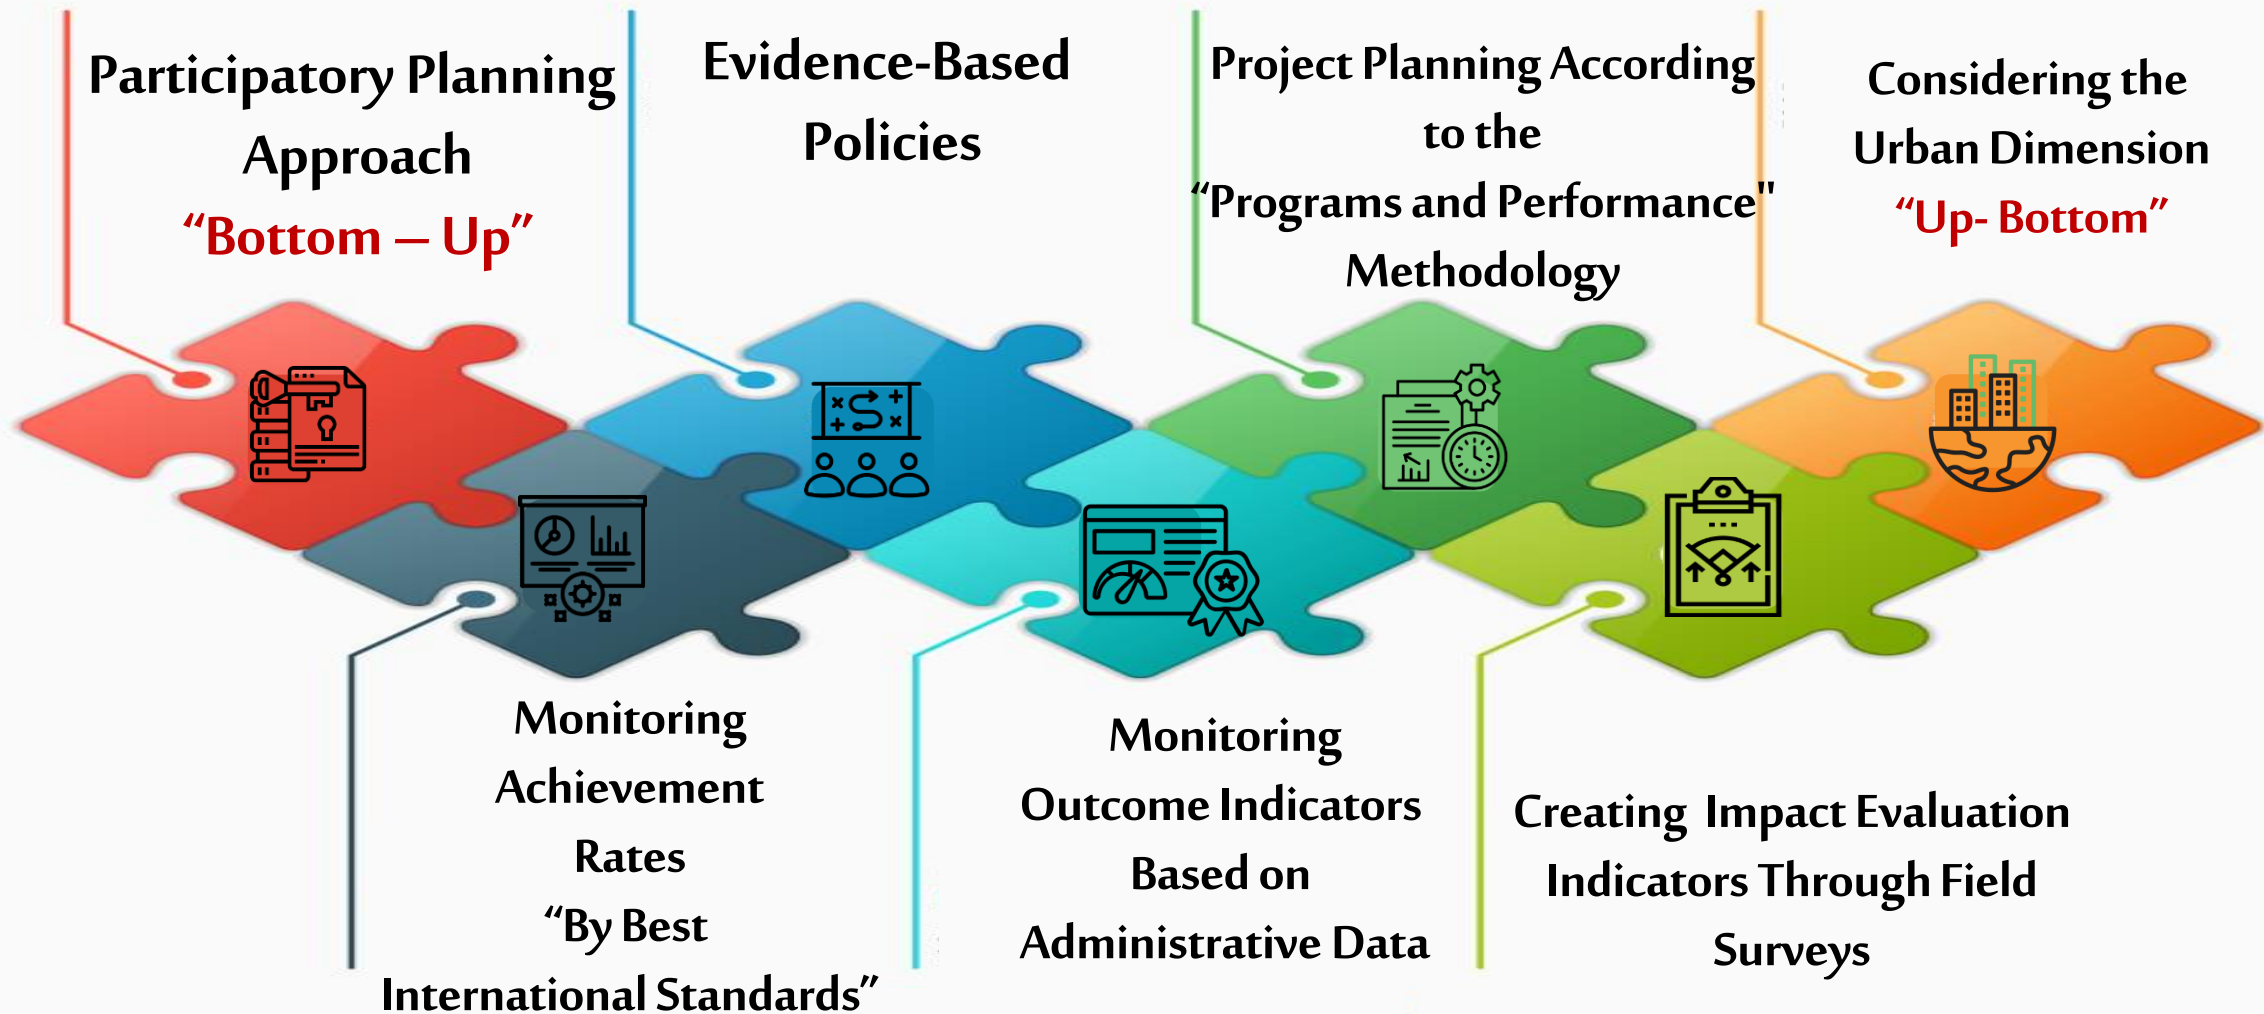 Participatory Planning
Approach
“Bottom – Up”
Evidence-Based
Policies
Project Planning According
to the
“Programs and Performance"
Methodology
Considering the
Urban Dimension
“Up- Bottom”
Monitoring
Achievement
Rates
“By Best
International Standards”
Monitoring
Outcome Indicators
Based on
Administrative Data
Creating Impact Evaluation
Indicators Through Field
Surveys